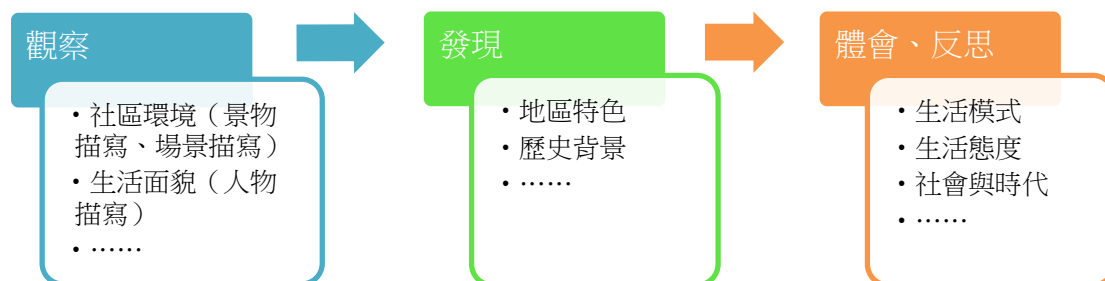 觀察
・社區環境（景物
描寫、場景描寫）
・生活面貌（人物
描寫）
・……
發現
・地區特色
・歷史背景
・……
體會、反思
・生活模式
・生活態度
・社會與時代
・……